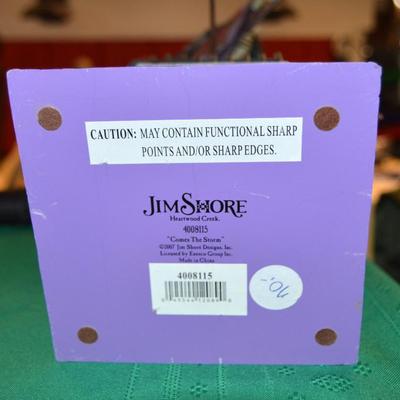 CAUTION: MAY CONTAIN FUNCTIONAL SHARP
POINTS AND/OR SHARP EDGES.
JIM SHORE
Heartwood Creek.
4008115
"Comes The Storm"
©2007 Jim Shore Designs, Inc.
Licensed by Enesco Group Inc.
Made in China
4008115
70,-